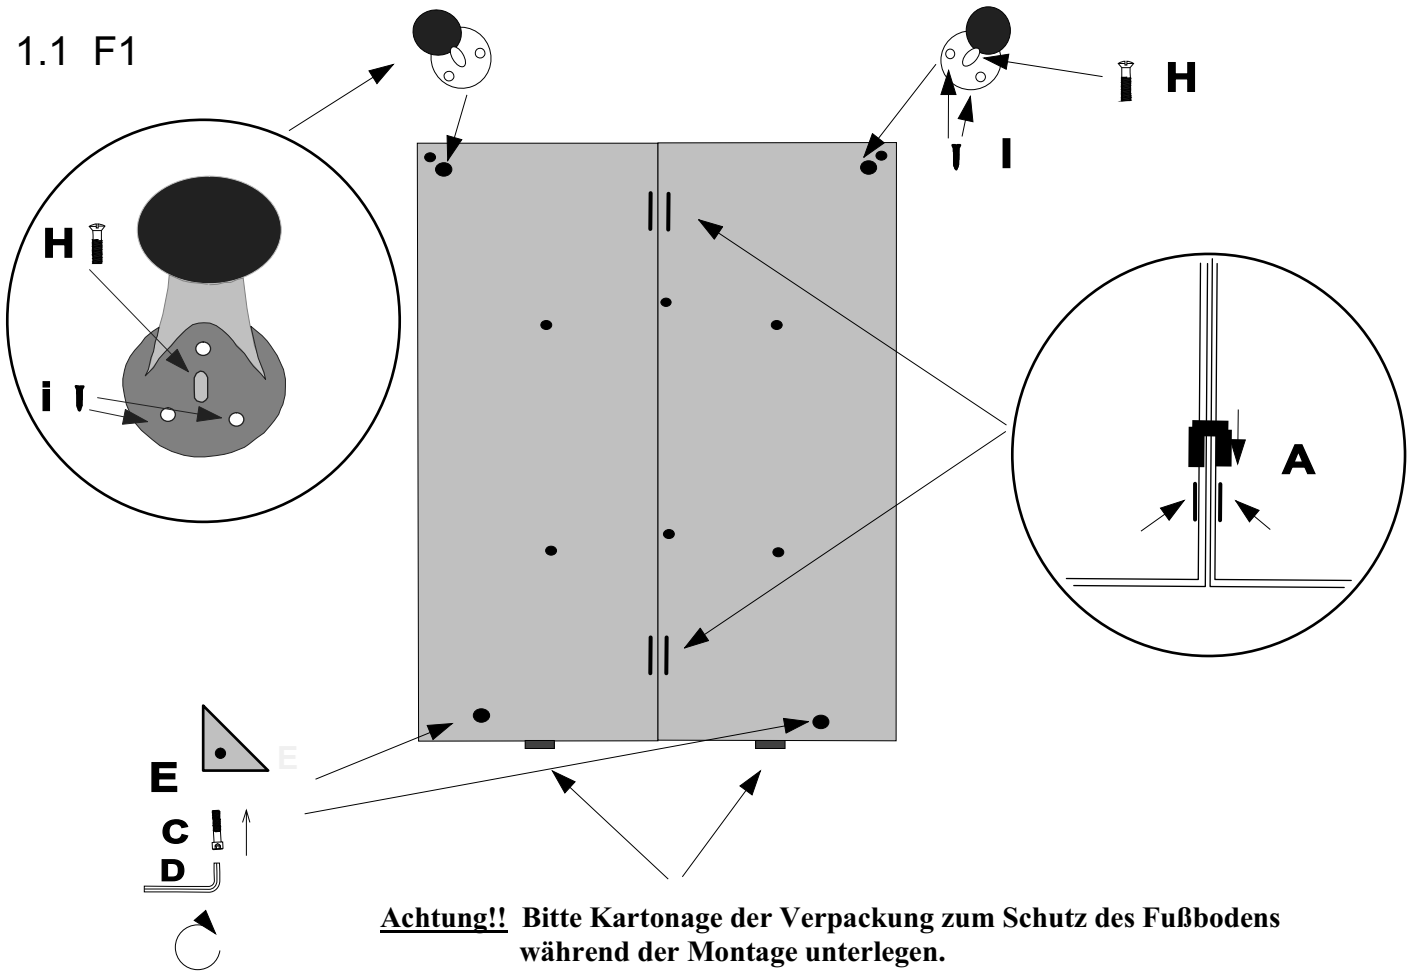 1.1 F1
H
I
H
i
A
E
E
C
D
Achtung!! Bitte Kartonage der Verpackung zum Schutz des Fußbodens
während der Montage unterlegen.